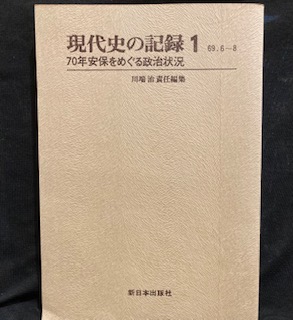 現代史の記録 1 69.6―8
70年安保をめぐる政治状況
川端 治 責任編集
新日本出版社